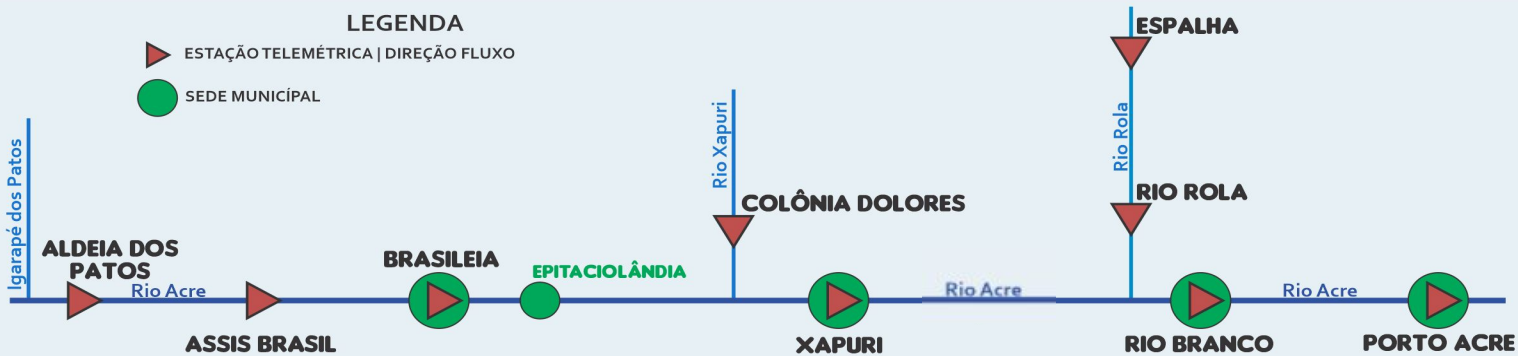 LEGENDA
ESTAÇÃO TELEMÉTRICA | DIREÇÃO FLUXO
SEDE MUNICÍPAL
Igarapé dos Patos
ALDEIA DOS
PATOS
Rio Acre
ASSIS BRASIL
BRASILEIA
EPITACIOLÂNDIA
Rio Xapuri
COLÔNIA DOLORES
XAPURI
Rio Acre
ESPALHA
Rio Rola
RIO ROLA
RIO BRANCO
Rio Acre
PORTO ACRE